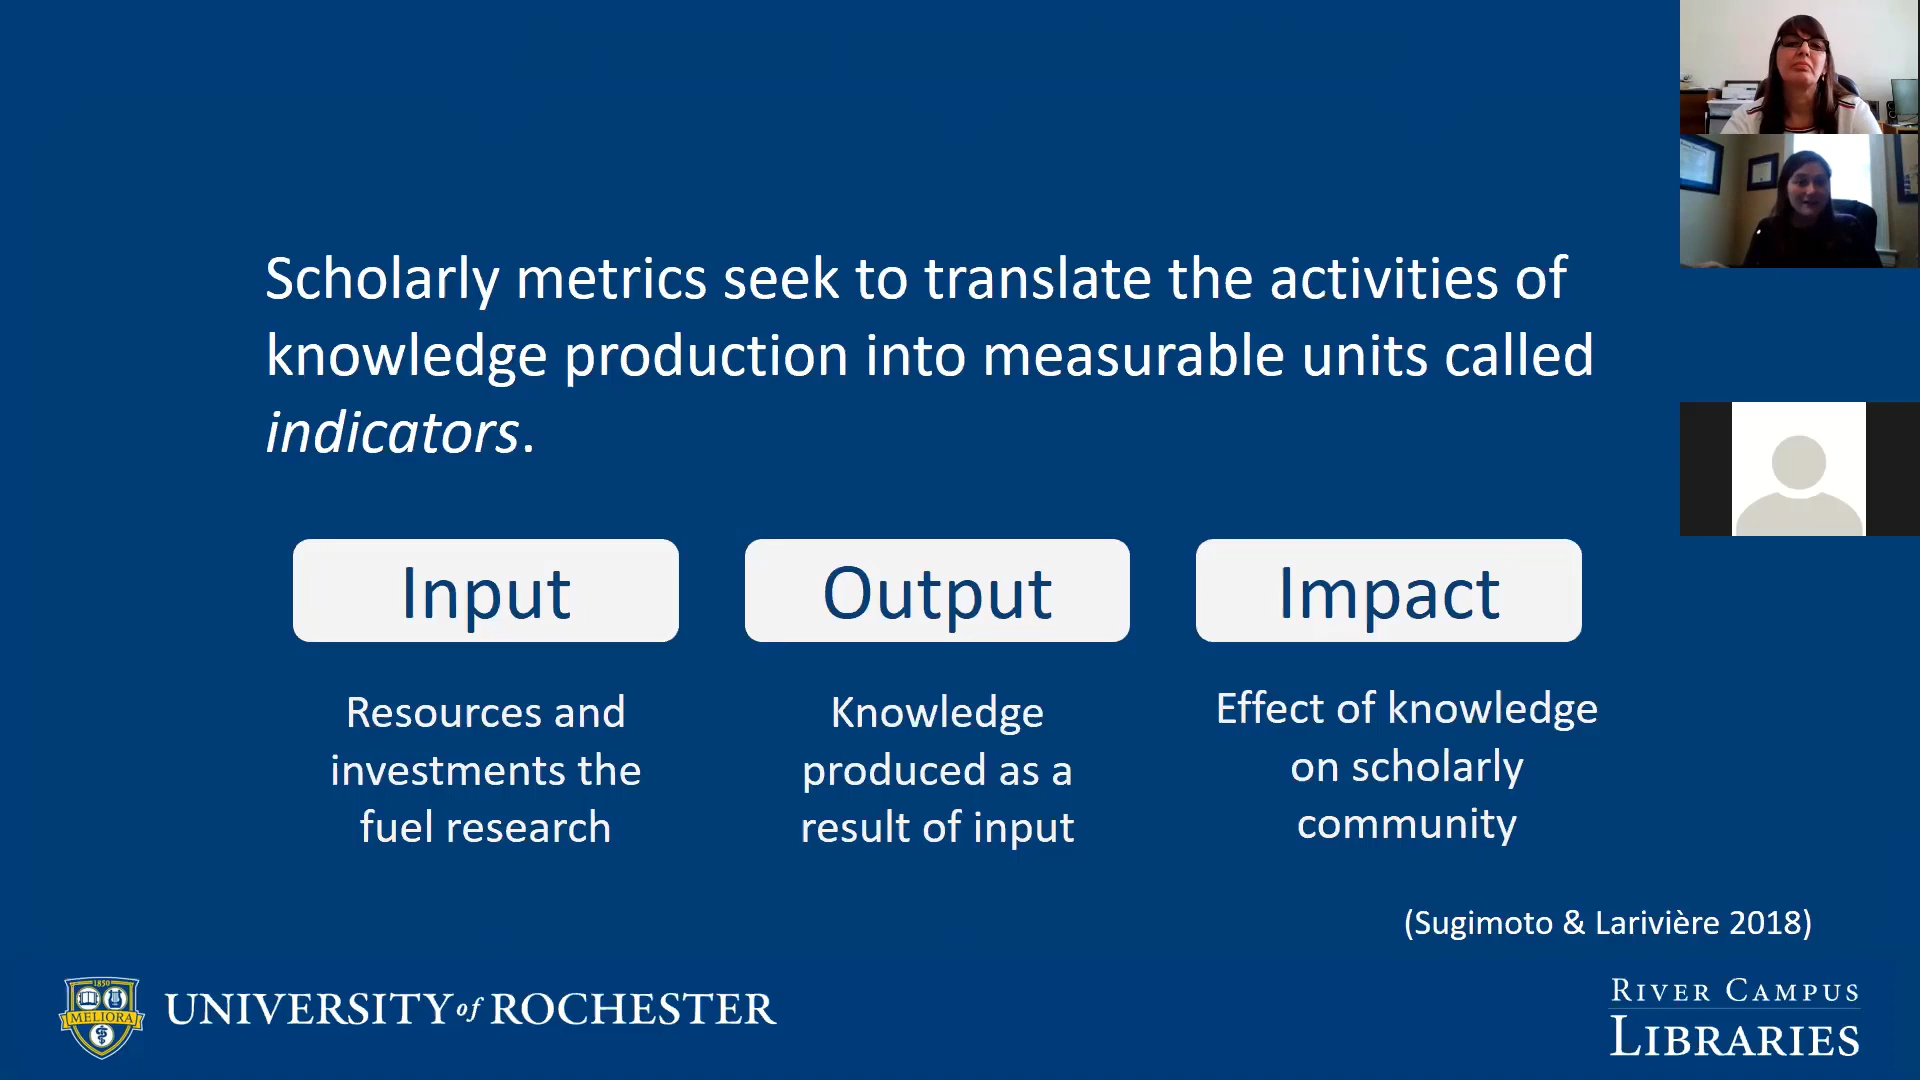 Scholarly metrics seek to translate the activities of
knowledge production into measurable units called
indicators.
Input
Output
Impact
Resources and
investments the
fuel research
Knowledge
produced as a
result of input
Effect of knowledge
on scholarly
community
(Sugimoto & Larivière 2018)
1850
MELIORA
UNIVERSITY of ROCHESTER
RIVER CAMPUS
LIBRARIES